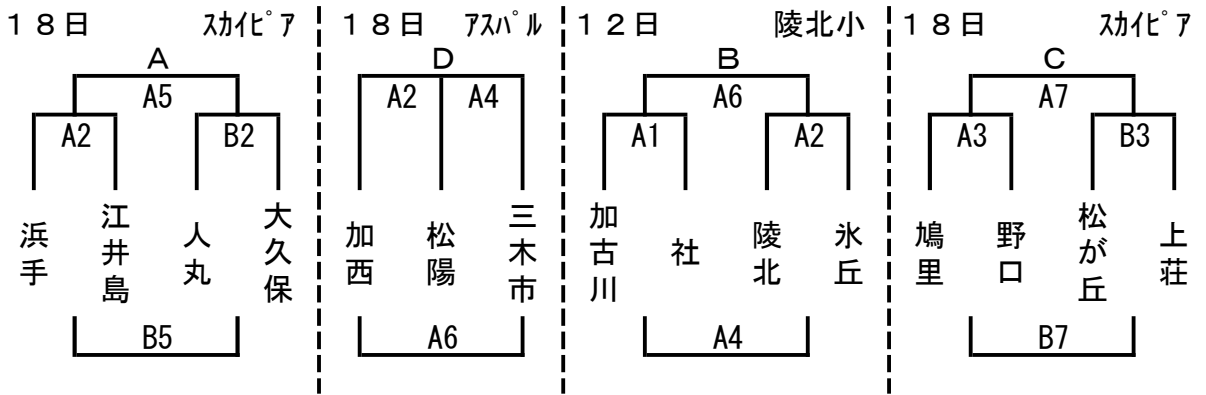 １８日 ｽｶｲﾋﾟｱ １８日 ｱｽﾊﾟﾙ １２日 陵北小 １８日 ｽｶｲﾋﾟｱ
A D B C
A5 A2 A4 A6 A7
A2 B2 A1 A2 A3 B3
浜手 江井島 人丸 大久保 加西 松陽 三木市 加古川 社 陵北 氷丘 鳩里 野口 松が丘 上荘
B5 A6 A4 B7